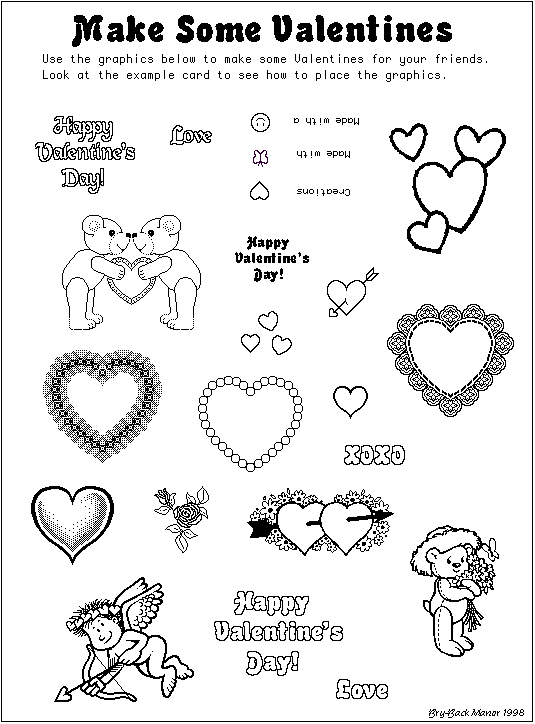 Make Some Valentines
Use the graphics below to make some Valentines for your friends.
Look at the example card to see how to place the graphics.
Happy
Valentine's
Day!
Love
Made with a
Made with
Creations
Happy
Valentine's
Day!
XOXO
Happy
Valentine's
Day!
Love
Bry-Back Manor 1998